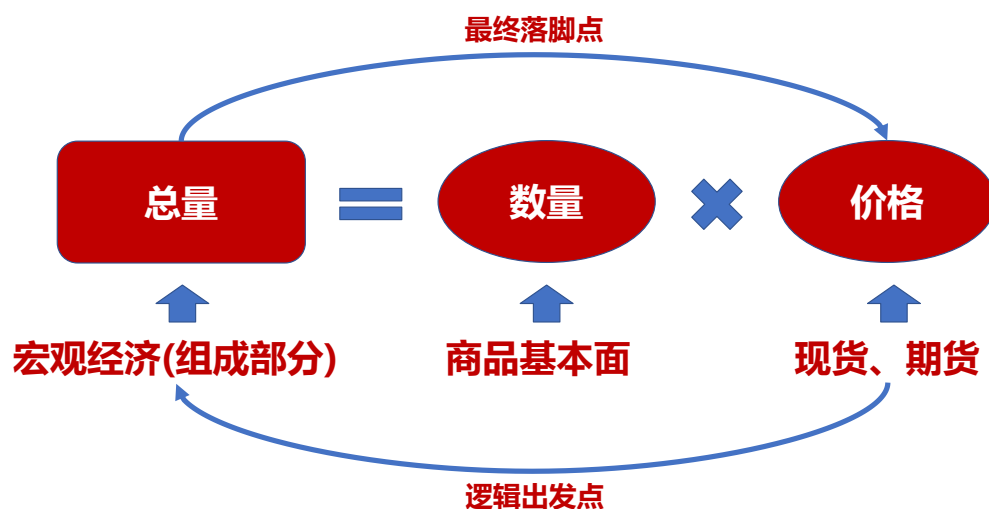 最终落脚点
总量 数量 价格
宏观经济(组成部分) 商品基本面 现货、期货
逻辑出发点